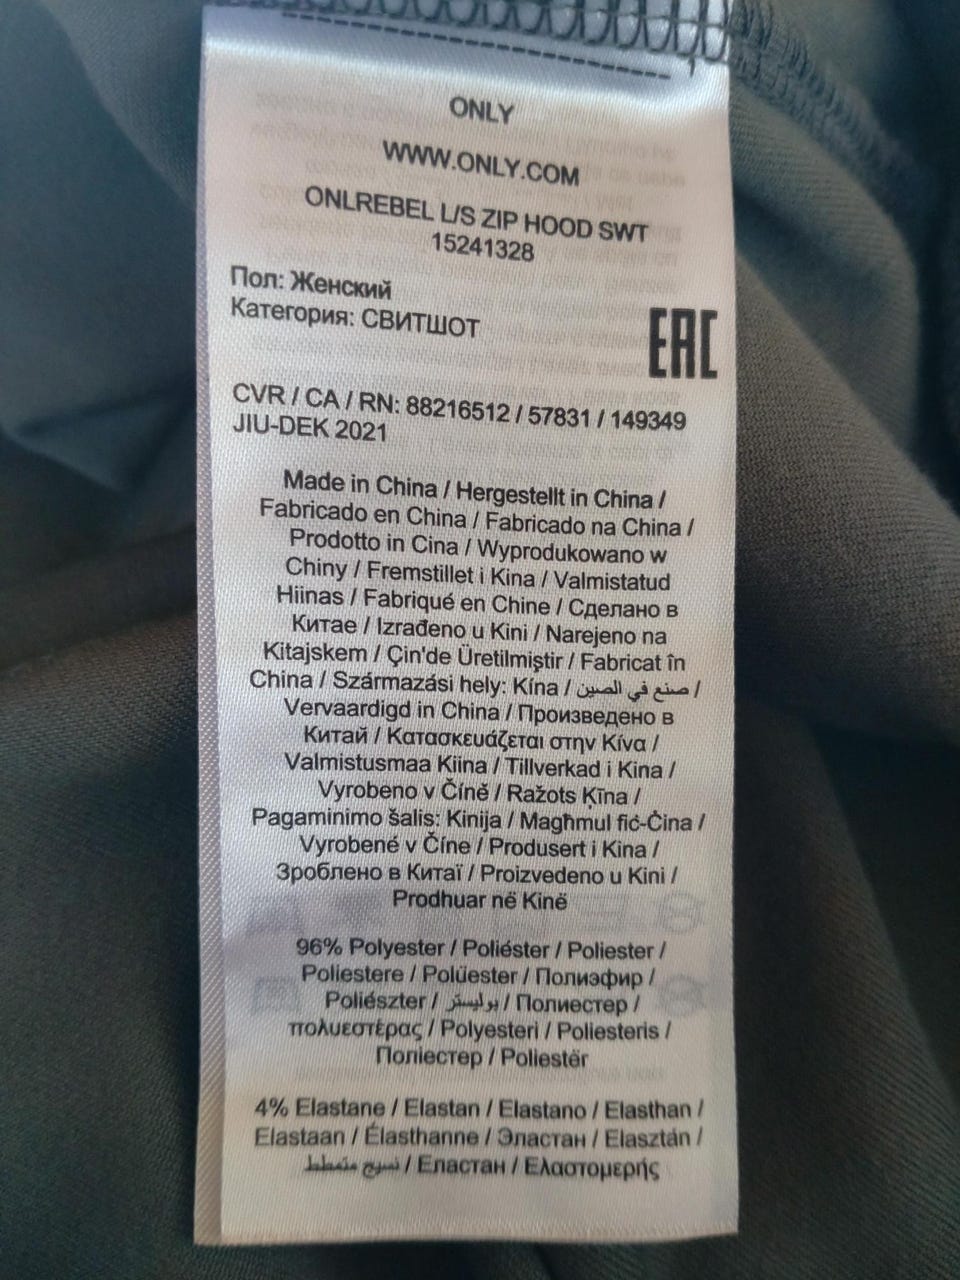 ONLY
WWW.ONLY.COM
ONLREBEL L/S ZIP HOOD SWT
15241328
Пол: Женский
Категория: СВИТШОТ
EAC
CVR / CA / RN: 88216512 / 57831 / 149349
JIU-DEK 2021
Made in China / Hergestellt in China /
Fabricado en China / Fabricado na China /
Prodotto in Cina / Wyprodukowano w
Chiny / Fremstillet i Kina / Valmistatud
Hiinas / Fabriqué en Chine / Сделано в
Китае / Izrađeno u Kini / Narejeno na
Kitajskem / Çin'de Üretilmiştir / Fabricat în
China / Származási hely: Kína / صنع في الصين /
Vervaardigd in China / Произведено в
Китай / Κατασκευάζεται στην Κίνα /
Valmistusmaa Kiina / Tillverkad i Kina /
Vyrobeno v Číně / Ražots Ķīna /
Pagaminimo šalis: Kinija / Magħmul fiċ-Ċina /
Vyrobené v Číne / Produsert i Kina /
Зроблено в Китаї / Proizvedeno u Kini /
Prodhuar në Kinë
96% Polyester / Poliéster / Poliester /
Poliestere / Polüester / Полиэфир /
Poliészter / بوليستر / Полиестер /
πολυεστέρας / Polyesteri / Poliesteris /
Поліестер / Poliestër
4% Elastane / Elastan / Elastano / Elasthan /
Elastaan / Élasthanne / Эластан / Elasztán /
نسيج متمطط / Еластан / Ελαστομερής